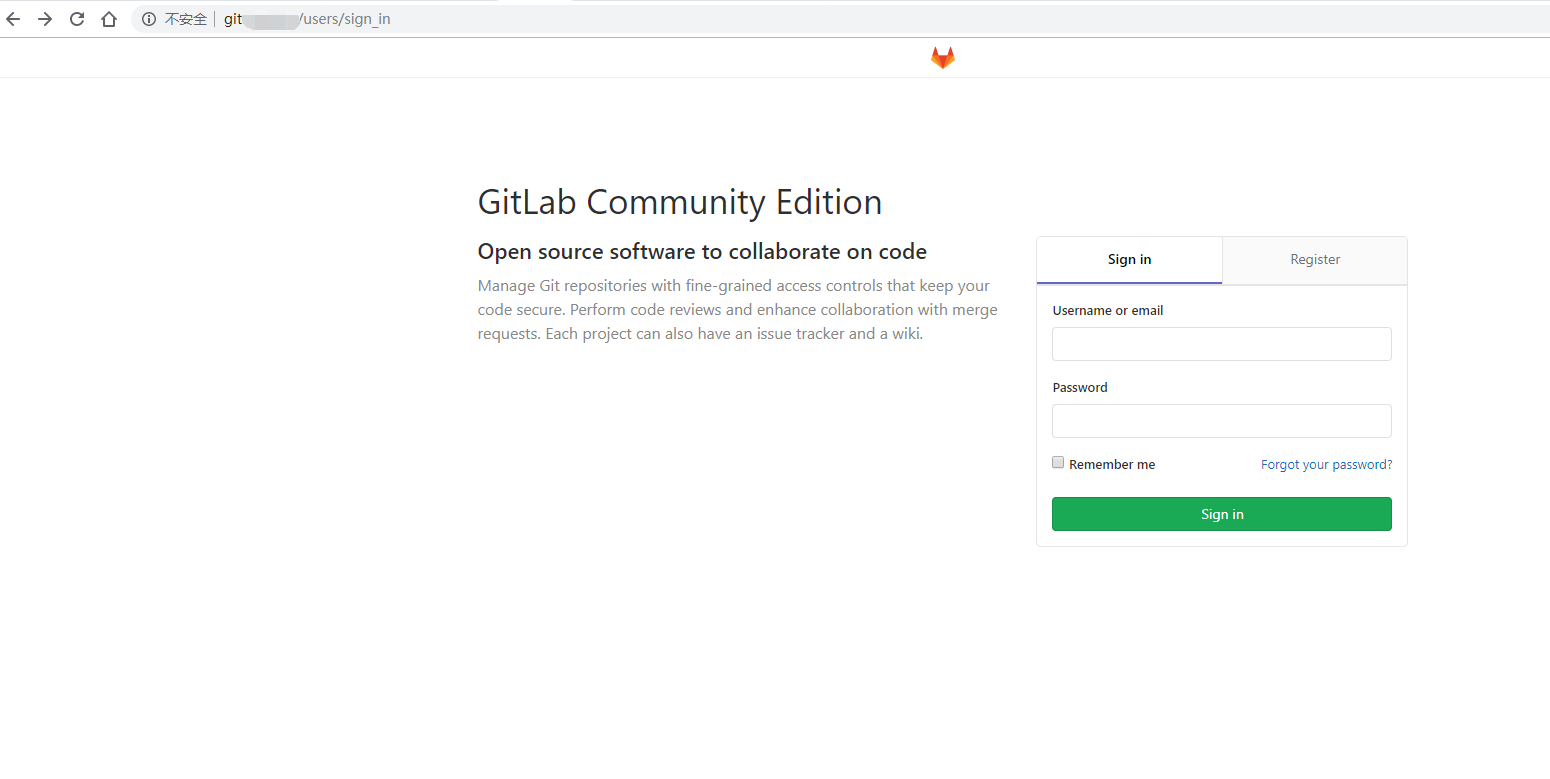 不安全 git /users/sign_in
GitLab Community Edition
Open source software to collaborate on code
Manage Git repositories with fine-grained access controls that keep your
code secure. Perform code reviews and enhance collaboration with merge
requests. Each project can also have an issue tracker and a wiki.
Sign in Register
Username or email
Password
Remember me Forgot your password?
Sign in